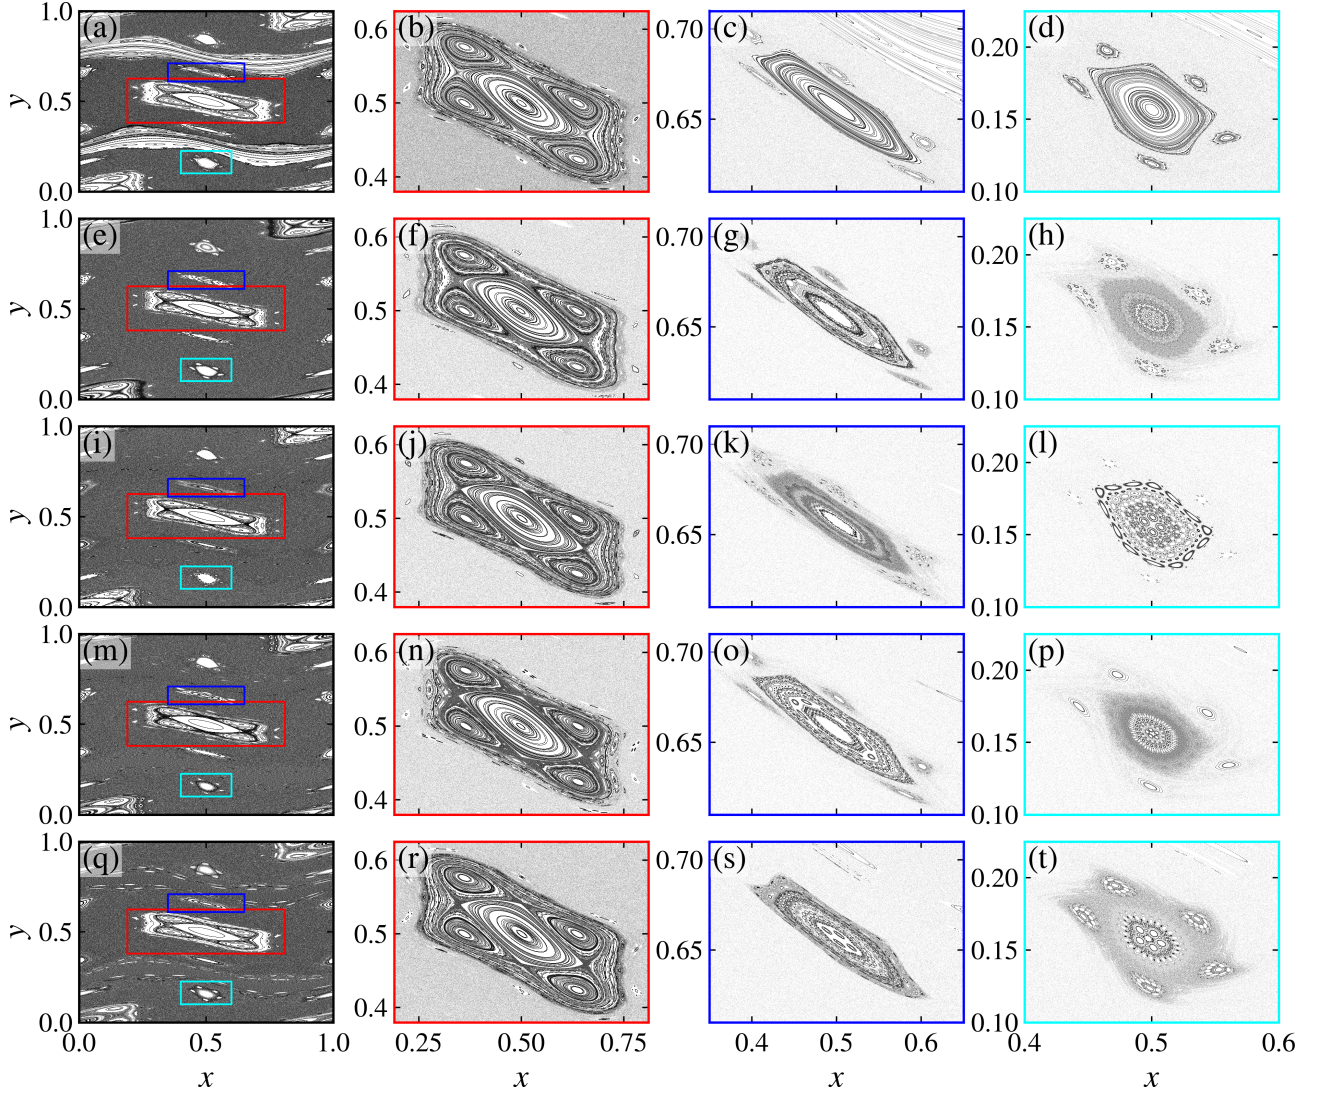 1.0 (a) 0.6 (b) 0.70 (c) (d)
0.20
y 0.5 0.5 0.65 0.15
0.0 0.4 0.10
1.0 (e) 0.6 (f) 0.70 (g) (h)
0.20
y 0.5 0.5 0.65 0.15
0.0 0.4 0.10
1.0 (i) 0.6 (j) 0.70 (k) (l)
0.20
y 0.5 0.5 0.65 0.15
0.0 0.4 0.10
1.0 (m) 0.6 (n) 0.70 (o) (p)
0.20
y 0.5 0.5 0.65 0.15
0.0 0.4 0.10
1.0 (q) 0.6 (r) 0.70 (s) (t)
0.20
y 0.5 0.5 0.65 0.15
0.0 0.4 0.10
0.0 0.5 1.0 0.25 0.50 0.75 0.4 0.5 0.6 0.4 0.5 0.6
x x x x